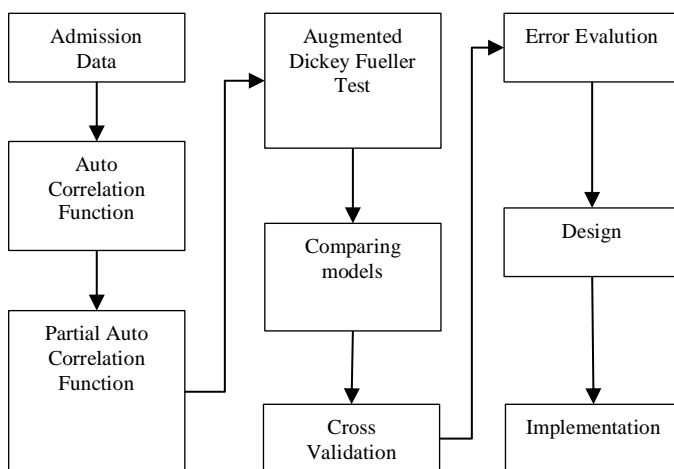 Admission
Data
Auto
Correlation
Function
Partial Auto
Correlation
Function
Augmented
Dickey Fueller
Test
Comparing
models
Cross
Validation
Error Evalution
Design
Implementation